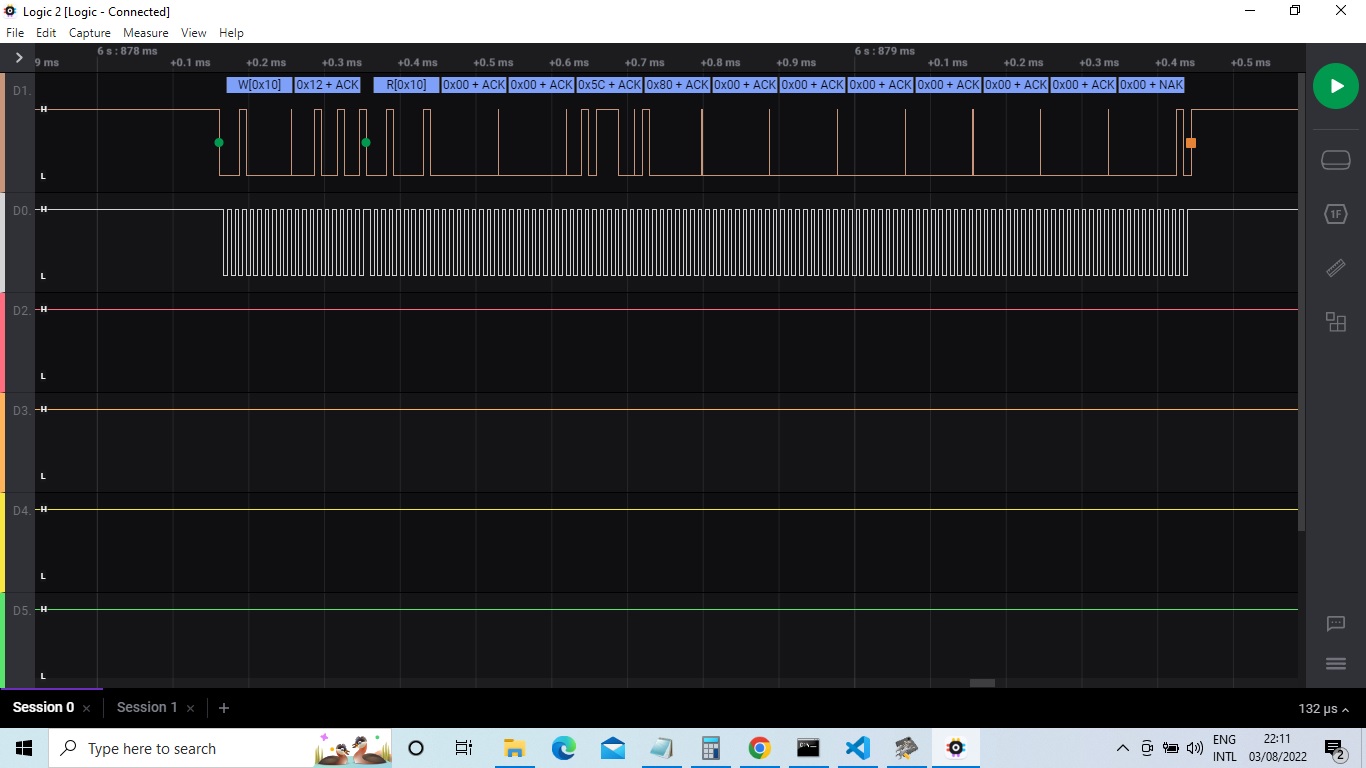 Logic 2 [Logic - Connected]
File Edit Capture Measure View Help
6 s : 878 ms 6 s : 879 ms
9 ms +0.1 ms +0.2 ms +0.3 ms +0.4 ms +0.5 ms +0.6 ms +0.7 ms +0.8 ms +0.9 ms +0.1 ms +0.2 ms +0.3 ms +0.4 ms +0.5 ms
D1. W[0x10] 0x12 + ACK R[0x10] 0x00 + ACK 0x00 + ACK 0x5C + ACK 0x80 + ACK 0x00 + ACK 0x00 + ACK 0x00 + ACK 0x00 + ACK 0x00 + ACK 0x00 + ACK 0x00 + NAK
H
L
D0. H
1F
L
D2. H
L
D3. H
L
D4. H
L
D5. H
L
Session 0 × Session 1 × +
132 µs
Type here to search
ENG
INTL
22:11
03/08/2022
2